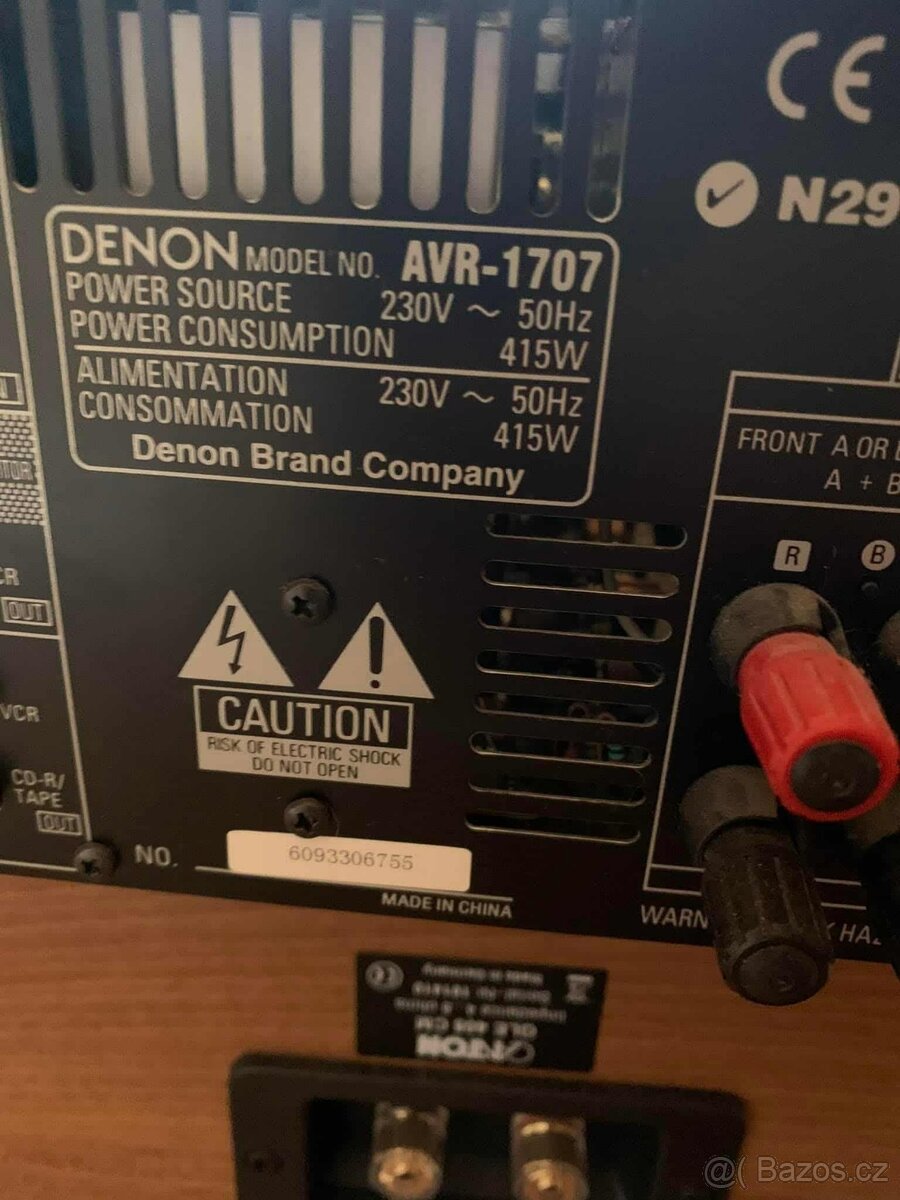 CE
N29
DENON MODEL NO. AVR-1707
POWER SOURCE 230V ~ 50Hz
POWER CONSUMPTION 415W
ALIMENTATION 230V ~ 50Hz
CONSOMMATION 415W
Denon Brand Company
FRONT A OR
A + B
R
B
CR
OUT
VCR
CD-R/
TAPE
OUT
CAUTION
RISK OF ELECTRIC SHOCK
DO NOT OPEN
NO. 6093306755
MADE IN CHINA
WARN
@( Bazos.cz